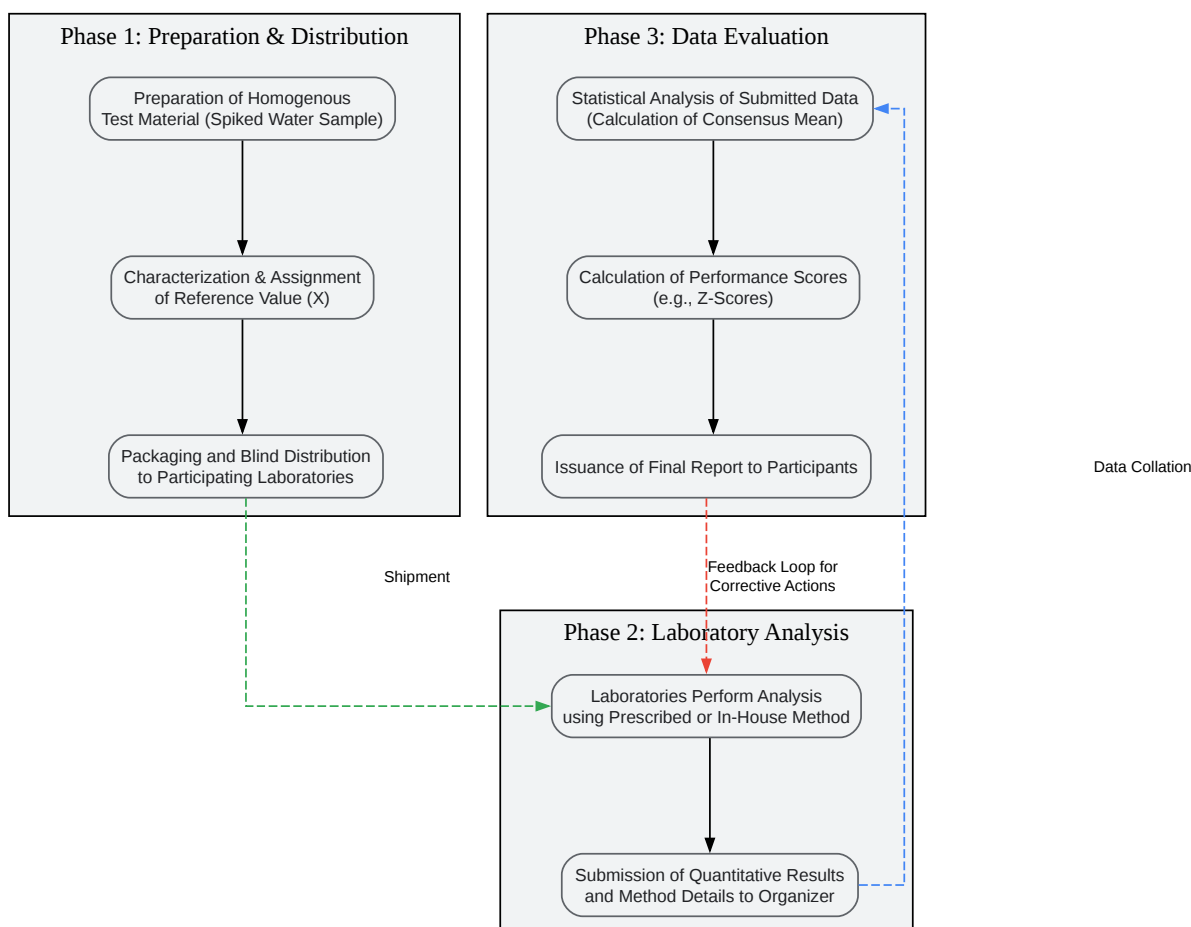 Phase 1: Preparation & Distribution
Preparation of Homogenous
Test Material (Spiked Water Sample)
Characterization & Assignment
of Reference Value (X)
Packaging and Blind Distribution
to Participating Laboratories
Phase 3: Data Evaluation
Statistical Analysis of Submitted Data
(Calculation of Consensus Mean)
Calculation of Performance Scores
(e.g., Z-Scores)
Issuance of Final Report to Participants
Data Collation
Shipment
Feedback Loop for
Corrective Actions
Phase 2: Laboratory Analysis
Laboratories Perform Analysis
using Prescribed or In-House Method
Submission of Quantitative Results
and Method Details to Organizer